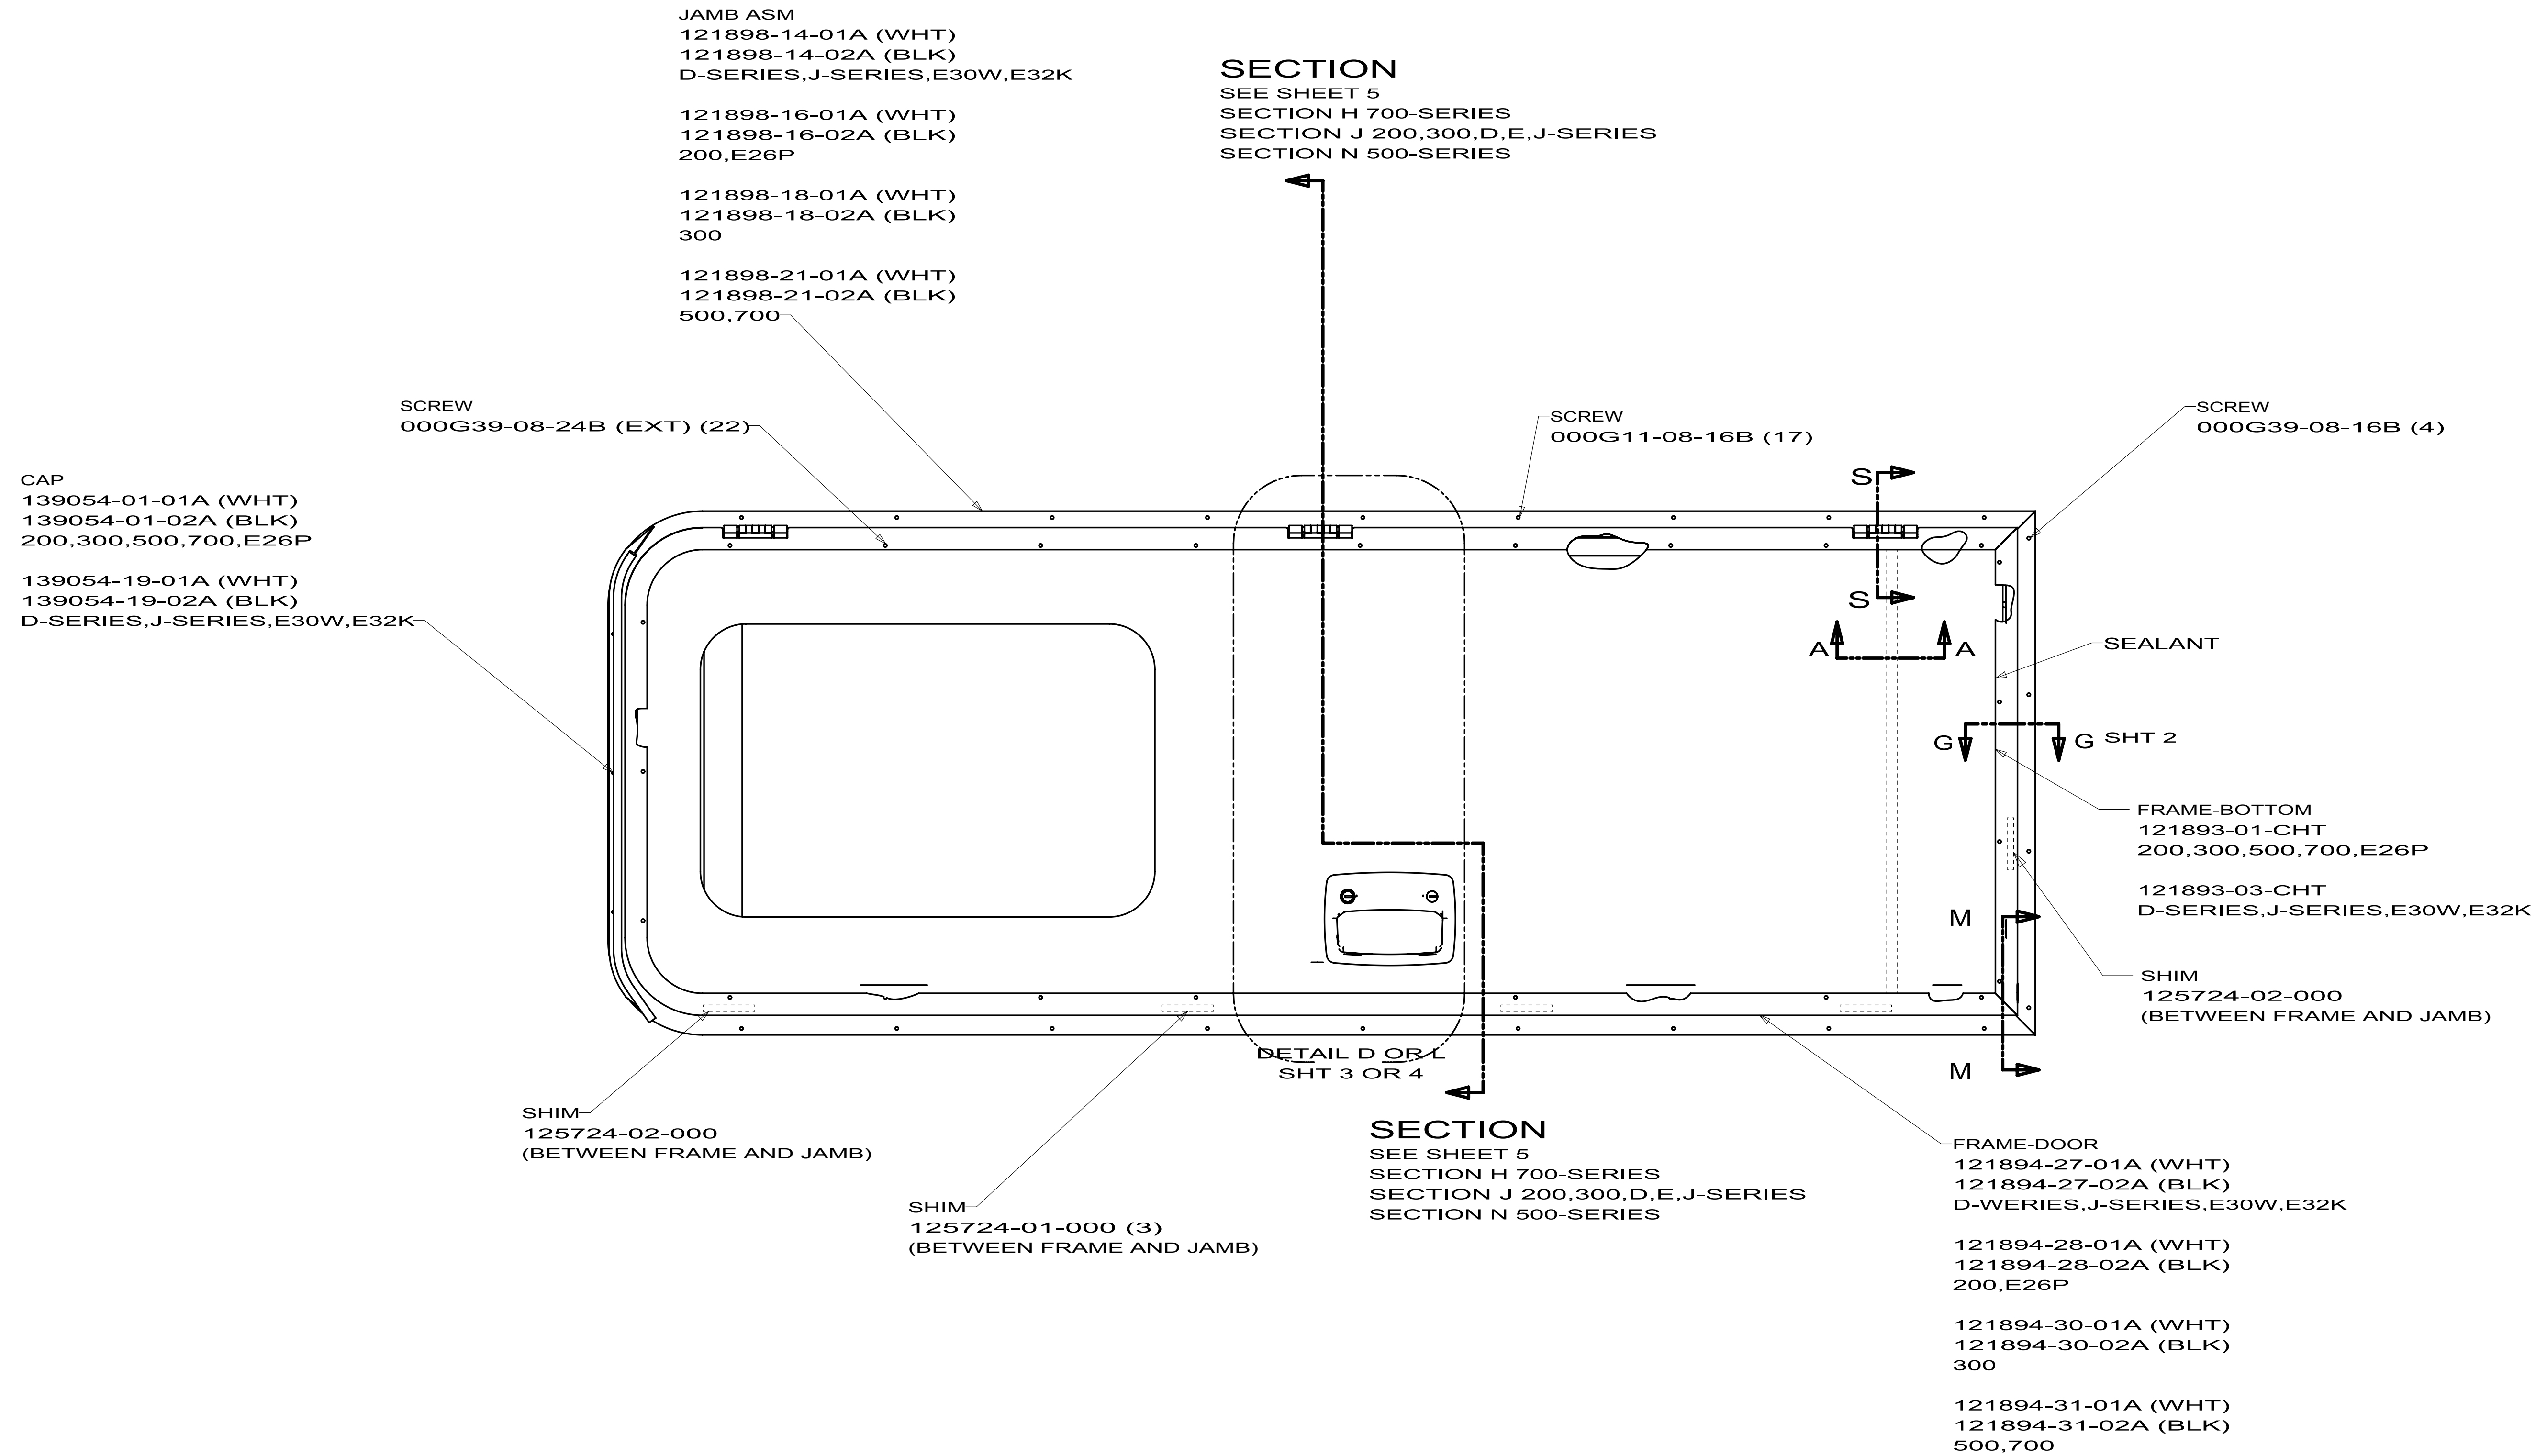 JAMB ASM
121898-14-01A (WHT)
121898-14-02A (BLK)
D-SERIES,J-SERIES,E30W,E32K
121898-16-01A (WHT)
121898-16-02A (BLK)
200,E26P
121898-18-01A (WHT)
121898-18-02A (BLK)
300
121898-21-01A (WHT)
121898-21-02A (BLK)
500,700
SECTION
SEE SHEET 5
SECTION H 700-SERIES
SECTION J 200,300,D,E,J-SERIES
SECTION N 500-SERIES
SCREW
000G39-08-24B (EXT) (22)
SCREW
000G11-08-16B (17)
SCREW
000G39-08-16B (4)
CAP
139054-01-01A (WHT)
139054-01-02A (BLK)
200,300,500,700,E26P
139054-19-01A (WHT)
139054-19-02A (BLK)
D-SERIES,J-SERIES,E30W,E32K
S
S
A A
SEALANT
G G SHT 2
FRAME-BOTTOM
121893-01-CHT
200,300,500,700,E26P
121893-03-CHT
D-SERIES,J-SERIES,E30W,E32K
M
M
SHIM
125724-02-000
(BETWEEN FRAME AND JAMB)
DETAIL D OR L
SHT 3 OR 4
SHIM
125724-02-000
(BETWEEN FRAME AND JAMB)
SHIM
125724-01-000 (3)
(BETWEEN FRAME AND JAMB)
SECTION
SEE SHEET 5
SECTION H 700-SERIES
SECTION J 200,300,D,E,J-SERIES
SECTION N 500-SERIES
FRAME-DOOR
121894-27-01A (WHT)
121894-27-02A (BLK)
D-WERIES,J-SERIES,E30W,E32K
121894-28-01A (WHT)
121894-28-02A (BLK)
200,E26P
121894-30-01A (WHT)
121894-30-02A (BLK)
300
121894-31-01A (WHT)
121894-31-02A (BLK)
500,700